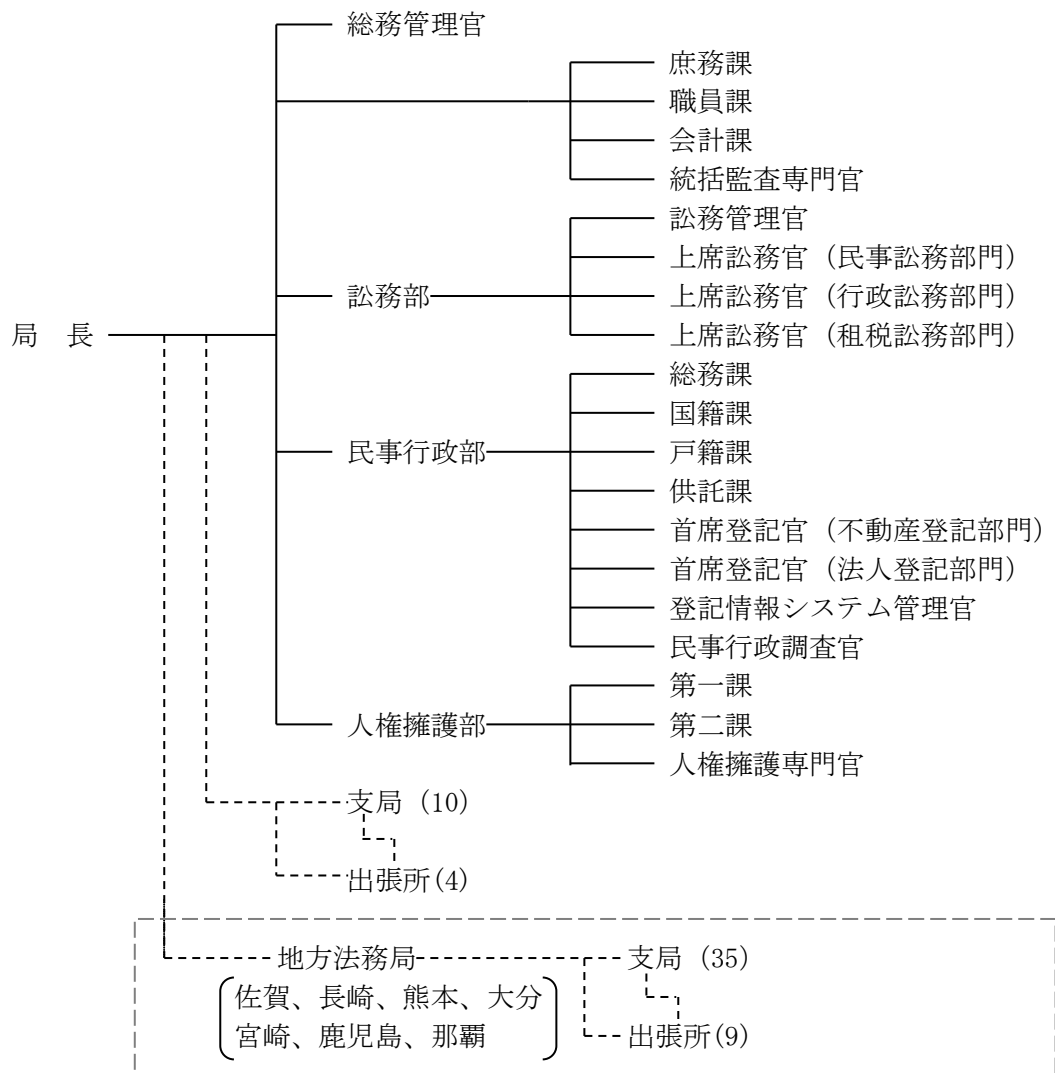 総務管理官
庶務課
職員課
会計課
統括監査専門官
訟務管理官
上席訟務官（民事訟務部門）
訟務部
上席訟務官（行政訟務部門）
局　長
上席訟務官（租税訟務部門）
総務課
国籍課
民事行政部
戸籍課
供託課
首席登記官（不動産登記部門）
首席登記官（法人登記部門）
登記情報システム管理官
民事行政調査官
第一課
人権擁護部
第二課
人権擁護専門官
支局（10）
出張所(4)
地方法務局
支局（35）
佐賀、長崎、熊本、大分
宮崎、鹿児島、那覇
出張所(9)